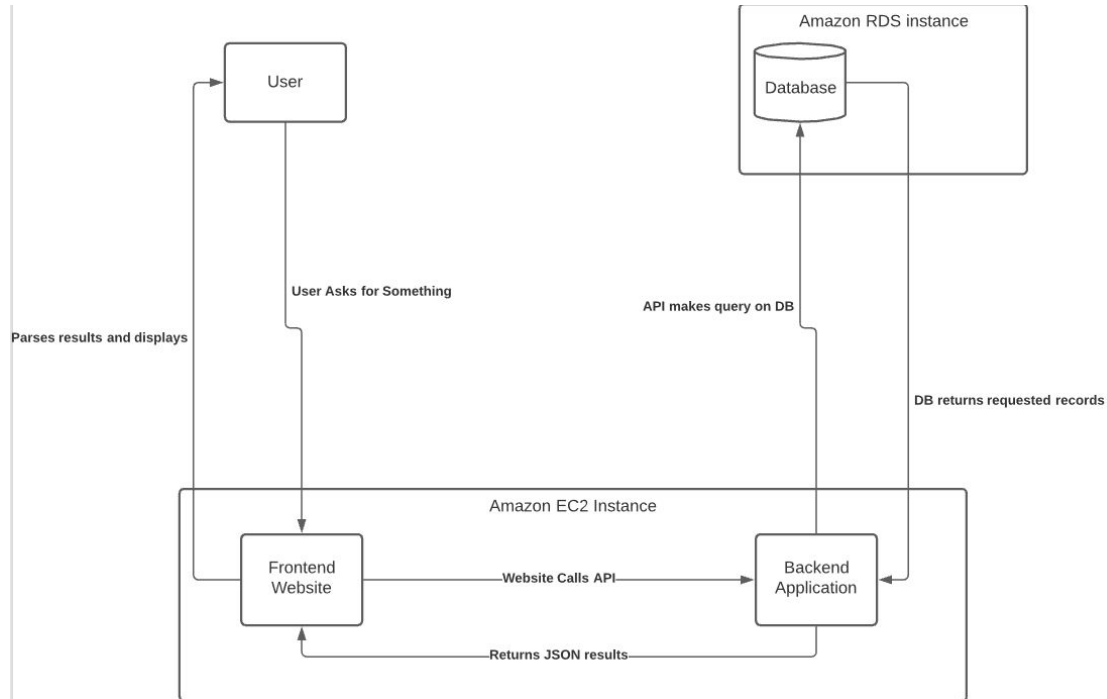 Amazon RDS instance
User
Database
User Asks for Something
API makes query on DB
Parses results and displays
DB returns requested records
Amazon EC2 Instance
Frontend
Website
Website Calls API
Backend
Application
Returns JSON results